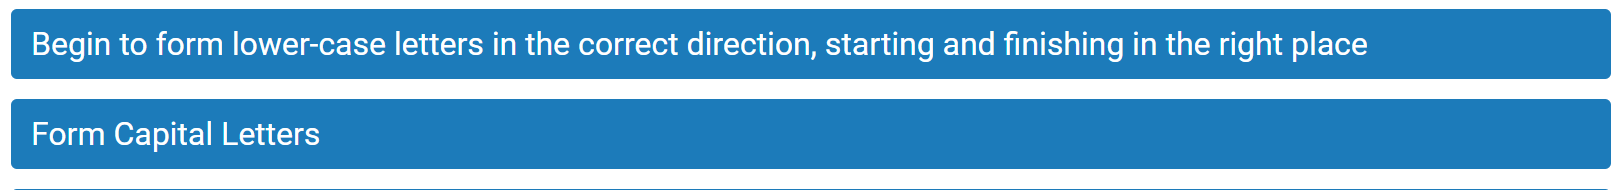 Begin to form lower-case letters in the correct direction, starting and finishing in the right place
Form Capital Letters